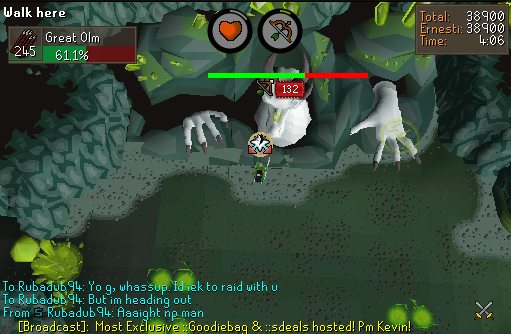 Walk here
Total: 38900
Ernesti: 38900
Time: 4:06
245 Great Olm
61.1%
132
To Rubadub94: Yo g, whassup. Id lek to raid with u
To Rubadub94: But im heading out
From S Rubadub94: Aaaight np man
[Broadcast]: Most Exclusive ::Goodiebag & ::sdeals hosted! Pm Kevin!